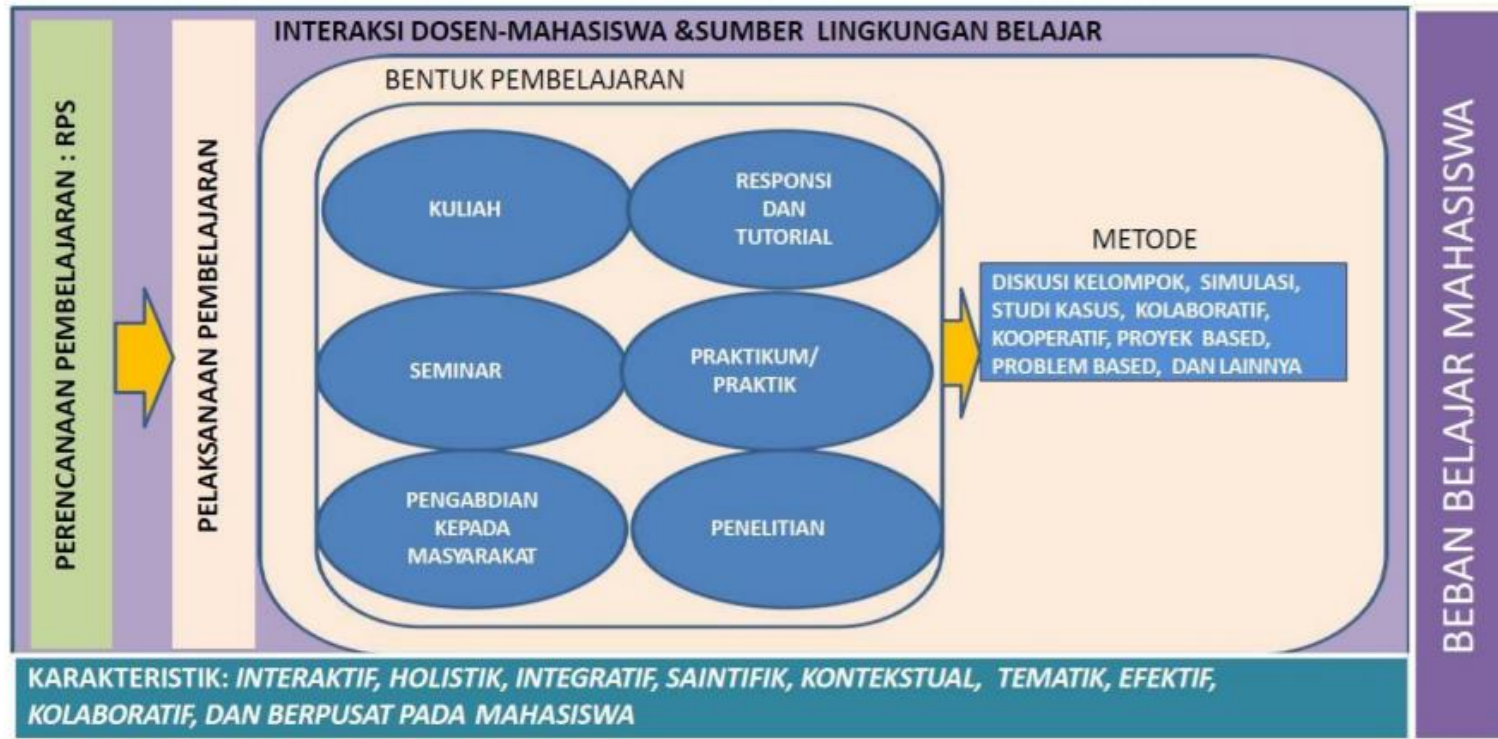 INTERAKSI DOSEN-MAHASISWA &SUMBER LINGKUNGAN BELAJAR
PERENCANAAN PEMBELAJARAN : RPS
PELAKSANAAN PEMBELAJARAN
BENTUK PEMBELAJARAN
KULIAH
RESPONSI
DAN
TUTORIAL
SEMINAR
PRAKTIKUM/
PRAKTIK
PENGABDIAN
KEPADA
MASYARAKAT
PENELITIAN
METODE
DISKUSI KELOMPOK, SIMULASI,
STUDI KASUS, KOLABORATIF,
KOOPERATIF, PROYEK BASED,
PROBLEM BASED, DAN LAINNYA
BEBAN BELAJAR MAHASISWA
KARAKTERISTIK: INTERAKTIF, HOLISTIK, INTEGRATIF, SAINTIFIK, KONTEKSTUAL, TEMATIK, EFEKTIF,
KOLABORATIF, DAN BERPUSAT PADA MAHASISWA